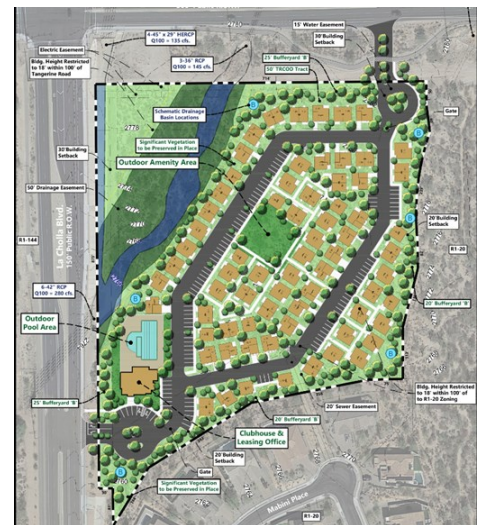 15' Water Easement
4-45" x 29" HERCP
Q100 = 135 cfs.
30'Building
Setback
Electric Easement
3-36" RCP
Q100 = 145 cfs.
25' Bufferyard 'B'
Bldg. Height Restricted
to 18' within 100' of
Tangerine Road
50' TRCOD Tract
Schematic Drainage
Basin Locations
B
Gate
Significant Vegetation
to be Preserved in Place
B
30'Building
Setback
Outdoor Amenity Area
50' Drainage Easement
20'Building
Setback
B
R1-144
La Cholla Blvd.
150' Public R.O.W.
R1-20
6-42" RCP
Q100 = 280 cfs.
B
20' Bufferyard 'B'
Outdoor
Pool Area
B
Bldg. Height Restricted
to 18' within 100' of
to R1-20 Zoning
25' Bufferyard 'B'
20' Bufferyard 'B'
20' Sewer Easement
Clubhouse &
Leasing Office
20'Building
Setback
B
Gate
Significant Vegetation
to be Preserved in Place
Mabini Place
R1-20